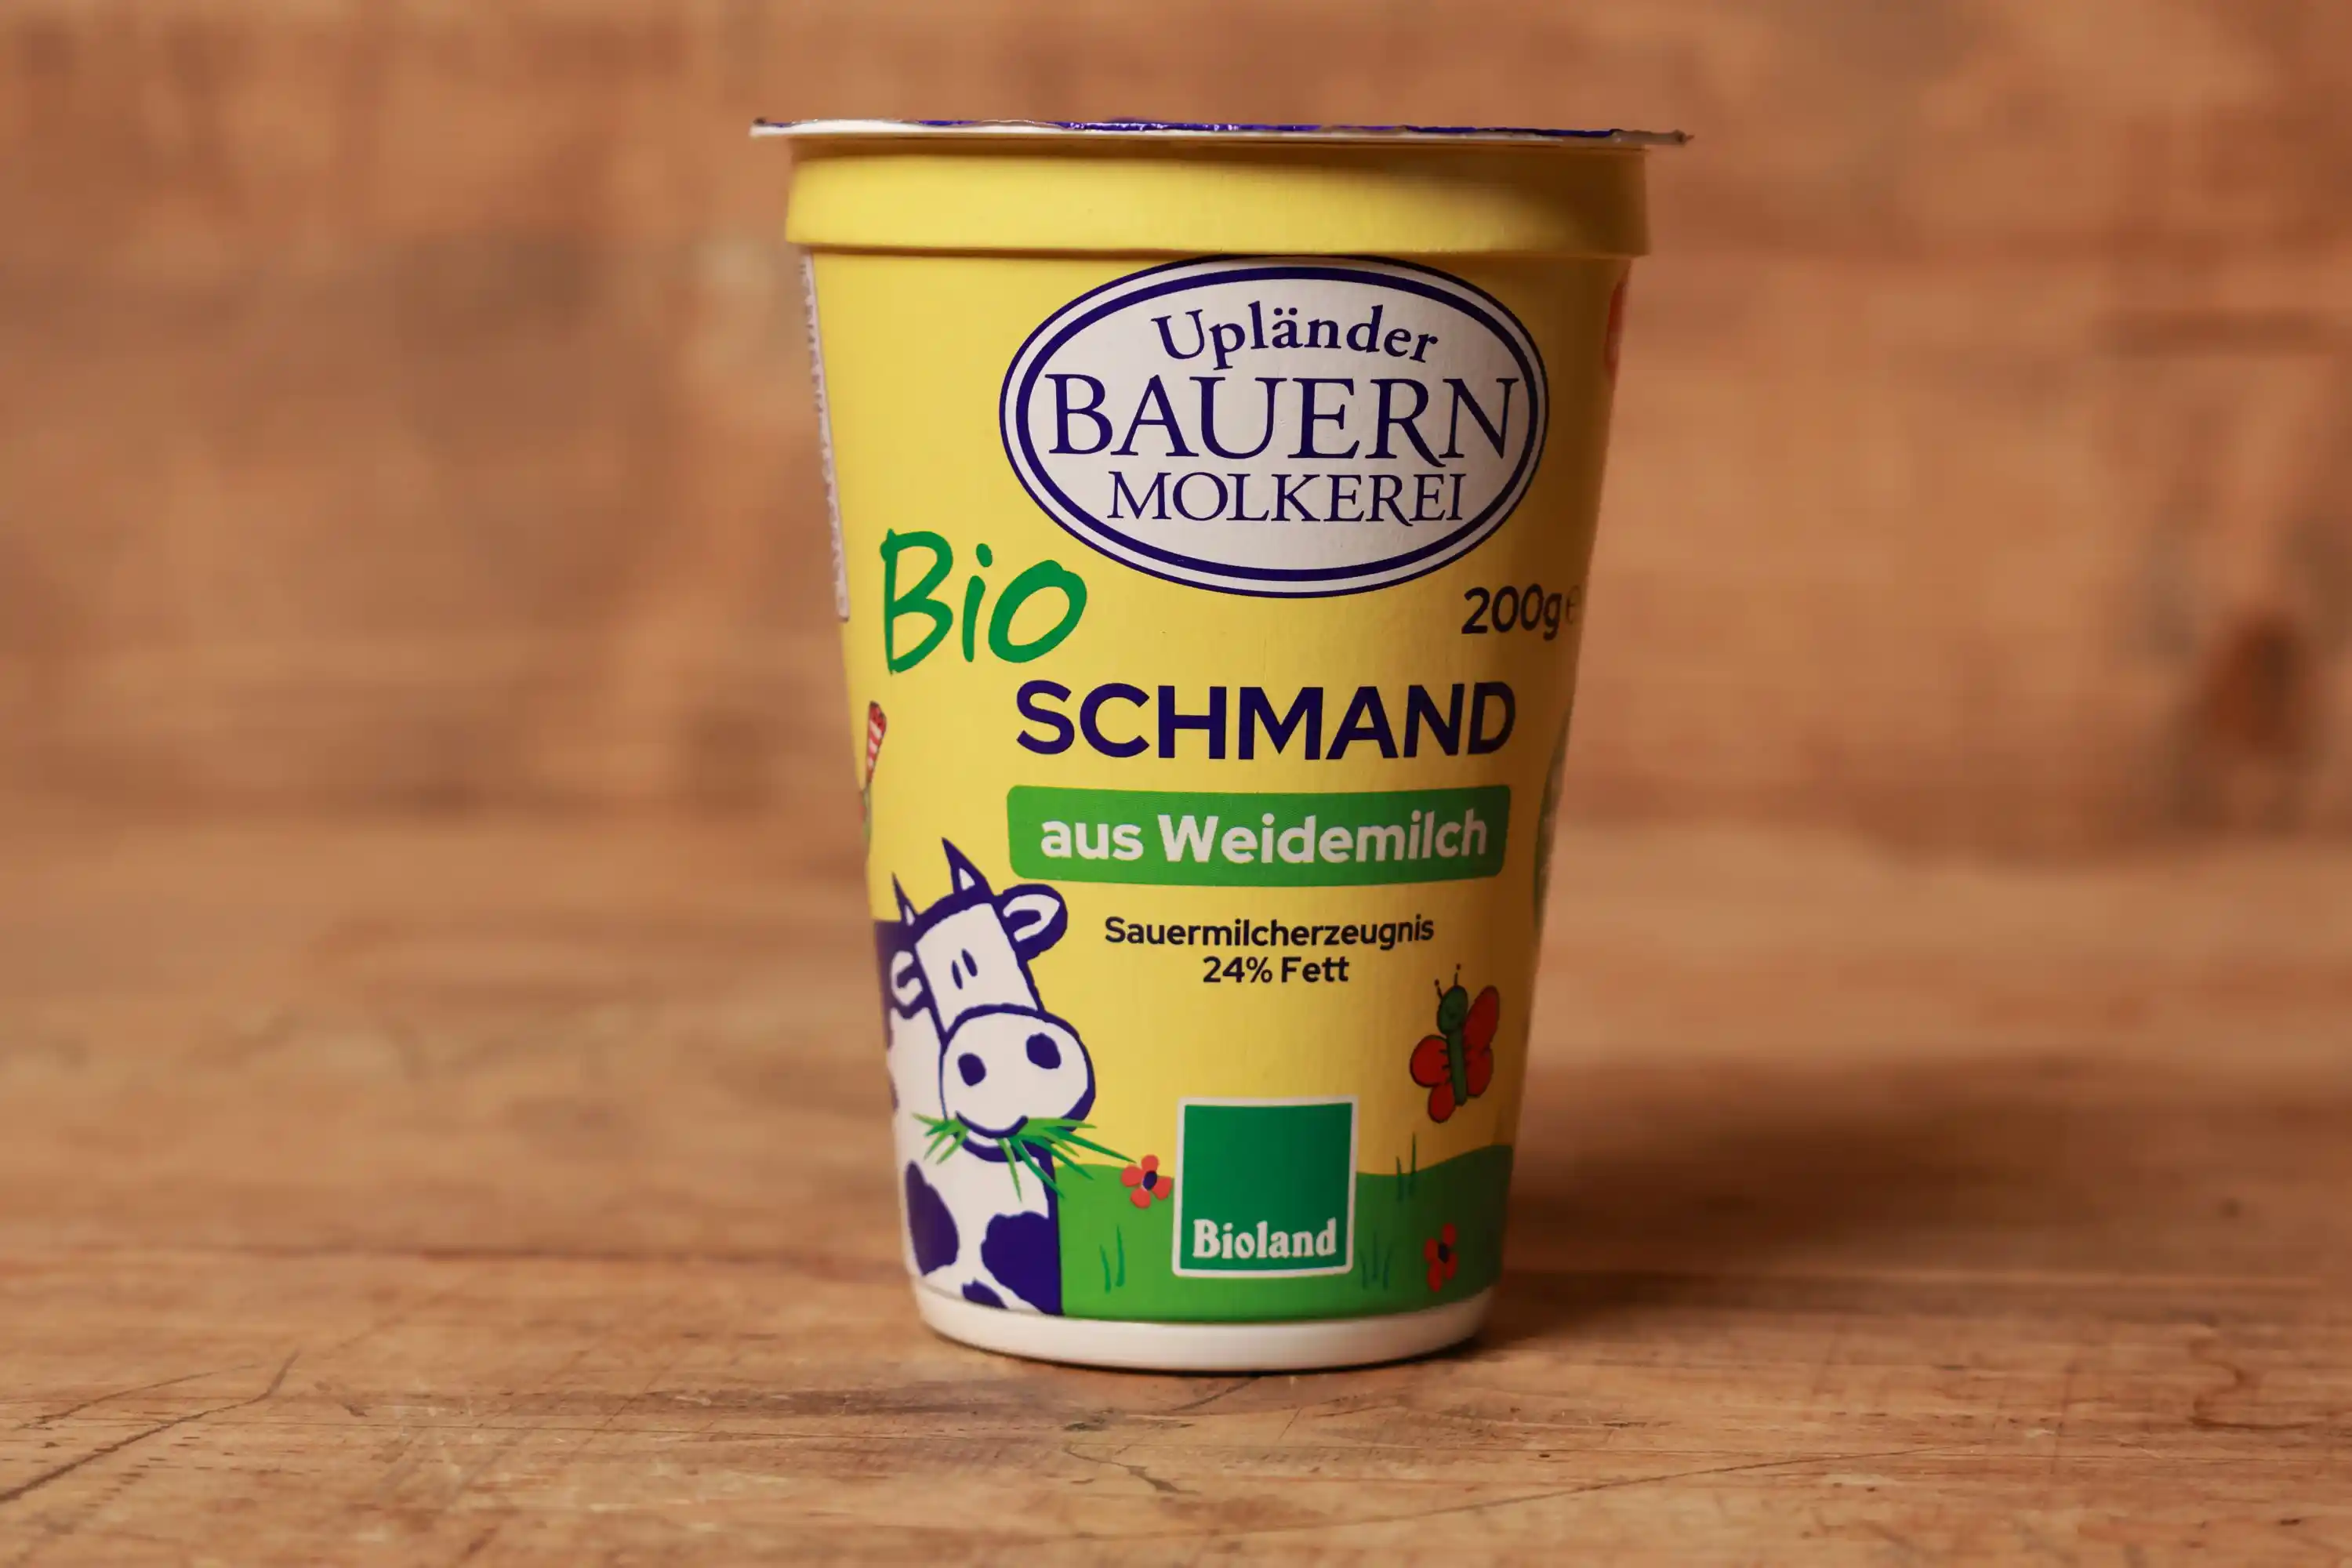 Upländer
BAUERN
MOLKEREI
Bio
200g e
SCHMAND
aus Weidemilch
Sauermilcherzeugnis
24% Fett
Bioland